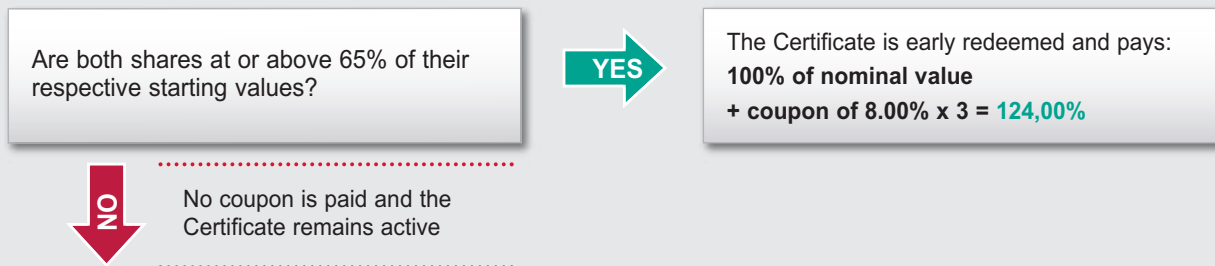 Are both shares at or above 65% of their
respective starting values?
YES
The Certificate is early redeemed and pays:
100% of nominal value
+ coupon of 8.00% x 3 = 124,00%
NO
No coupon is paid and the
Certificate remains active